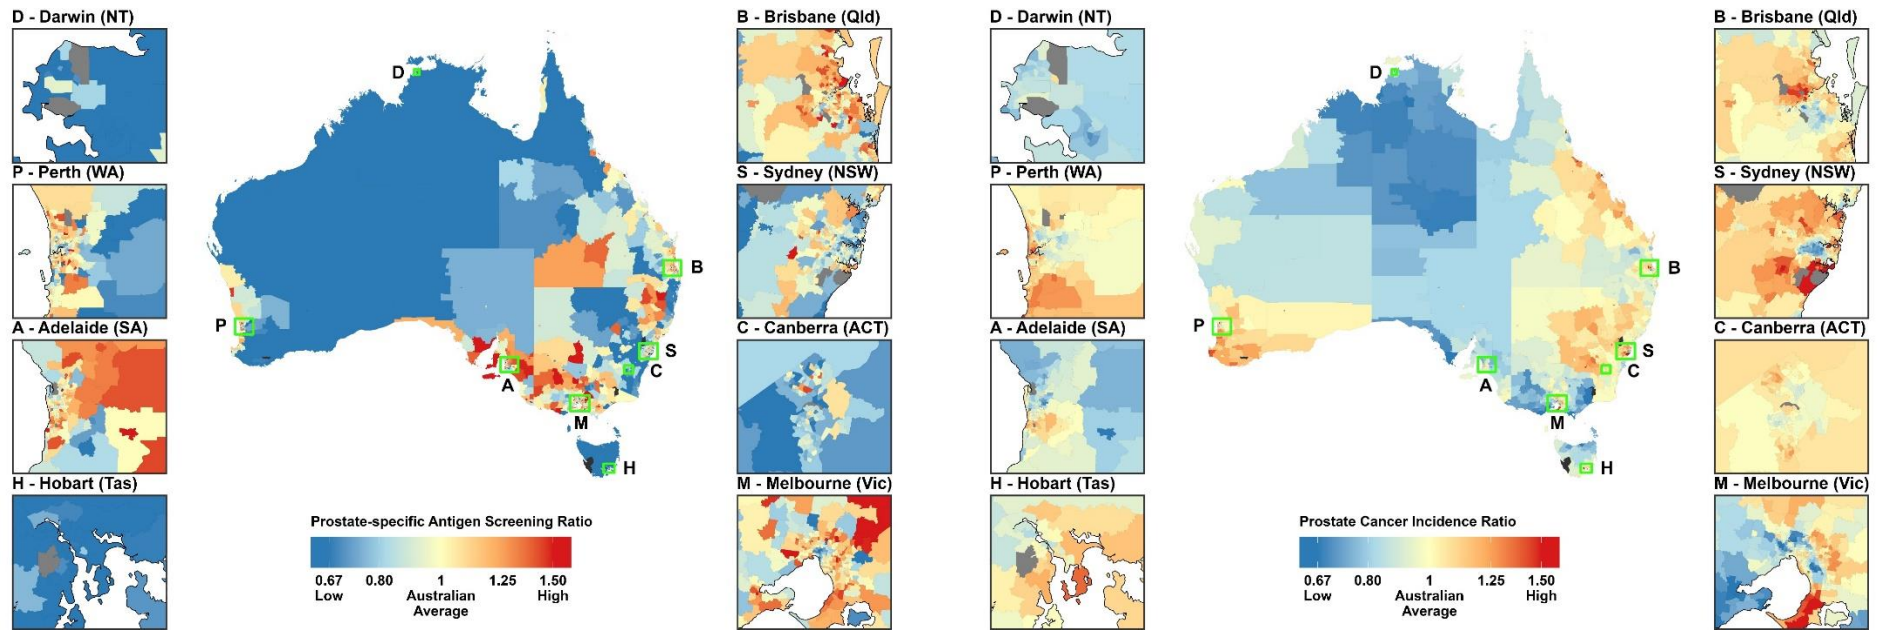 D - Darwin (NT)
P - Perth (WA)
A - Adelaide (SA)
H - Hobart (Tas)
D
P
A
M
H
C
S
B
Prostate-specific Antigen Screening Ratio
0.67 0.80 1 1.25 1.50
Low Australian High
Average
B - Brisbane (Qld)
S - Sydney (NSW)
C - Canberra (ACT)
M - Melbourne (Vic)
D - Darwin (NT)
P - Perth (WA)
A - Adelaide (SA)
H - Hobart (Tas)
D
P
A
M
H
C
S
B
Prostate Cancer Incidence Ratio
0.67 0.80 1 1.25 1.50
Low Australian High
Average
B - Brisbane (Qld)
S - Sydney (NSW)
C - Canberra (ACT)
M - Melbourne (Vic)